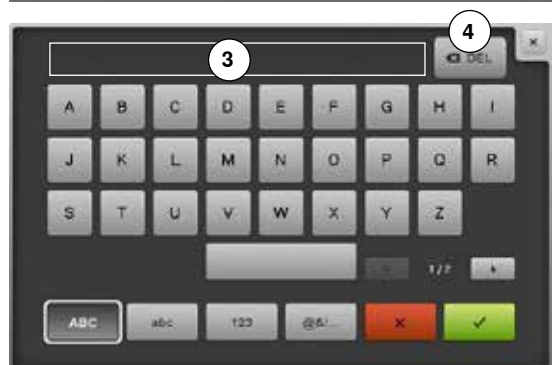 3 4
DEL
A B C D E F G H I
J K L M N O P Q R
S T U V W X Y Z
1/2
ABC abc 123 @&!...